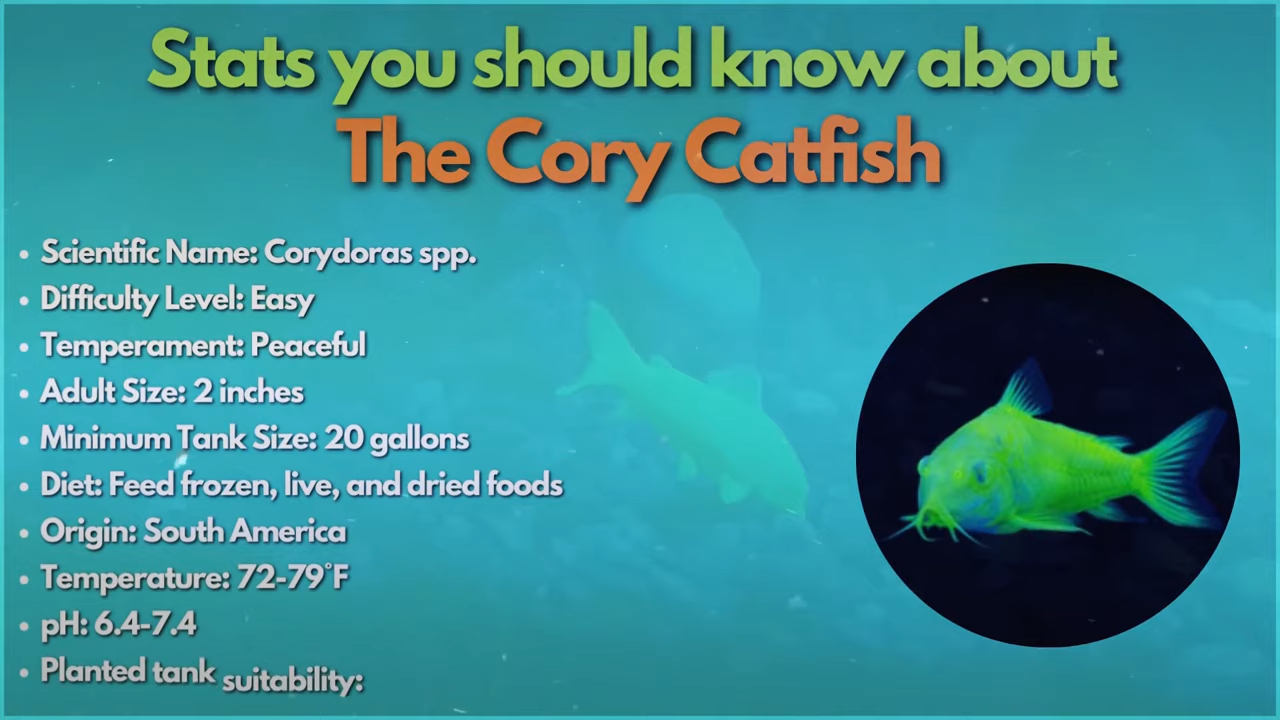 Stats you should know about
The Cory Catfish
• Scientific Name: Corydoras spp.
• Difficulty Level: Easy
• Temperament: Peaceful
• Adult Size: 2 inches
• Minimum Tank Size: 20 gallons
• Diet: Feed frozen, live, and dried foods
• Origin: South America
• Temperature: 72-79°F
• pH: 6.4-7.4
• Planted tank suitability: